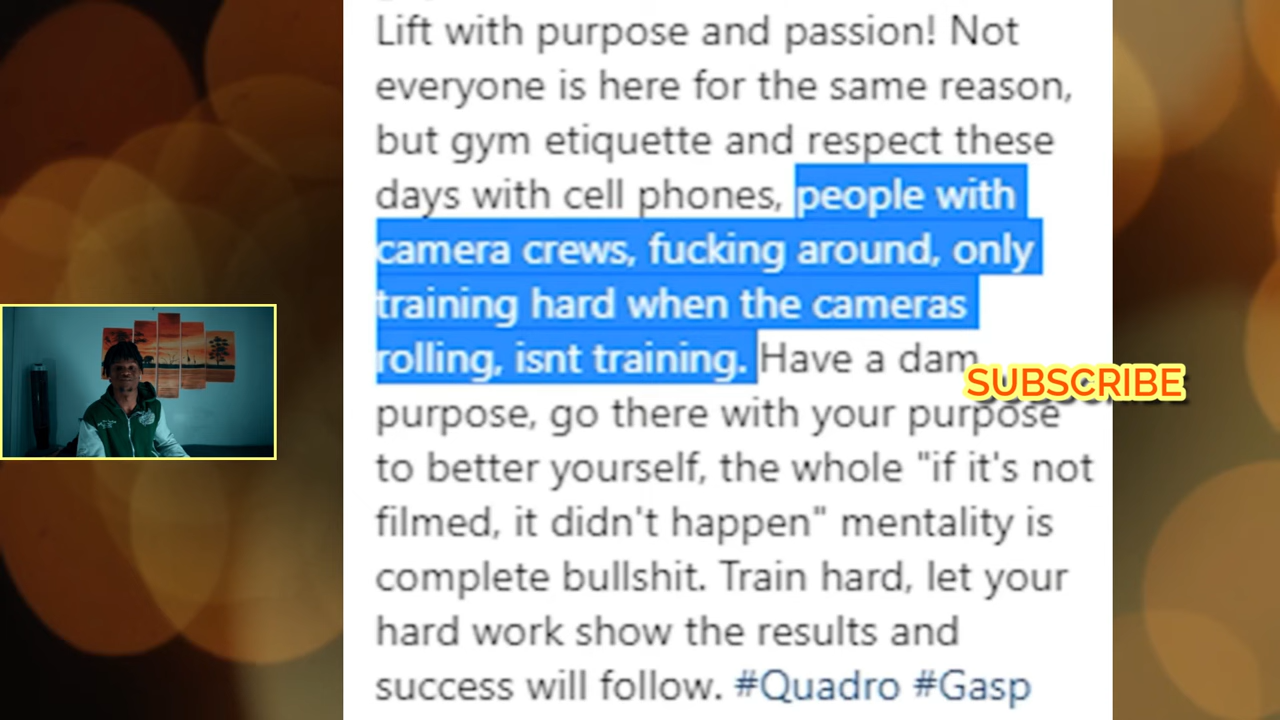 Lift with purpose and passion! Not
everyone is here for the same reason,
but gym etiquette and respect these
days with cell phones, people with
camera crews, fucking around, only
training hard when the cameras
rolling, isnt training. Have a dam
purpose, go there with your purpose
to better yourself, the whole "if it's not
filmed, it didn't happen" mentality is
complete bullshit. Train hard, let your
hard work show the results and
success will follow. #Quadro #Gasp
SUBSCRIBE